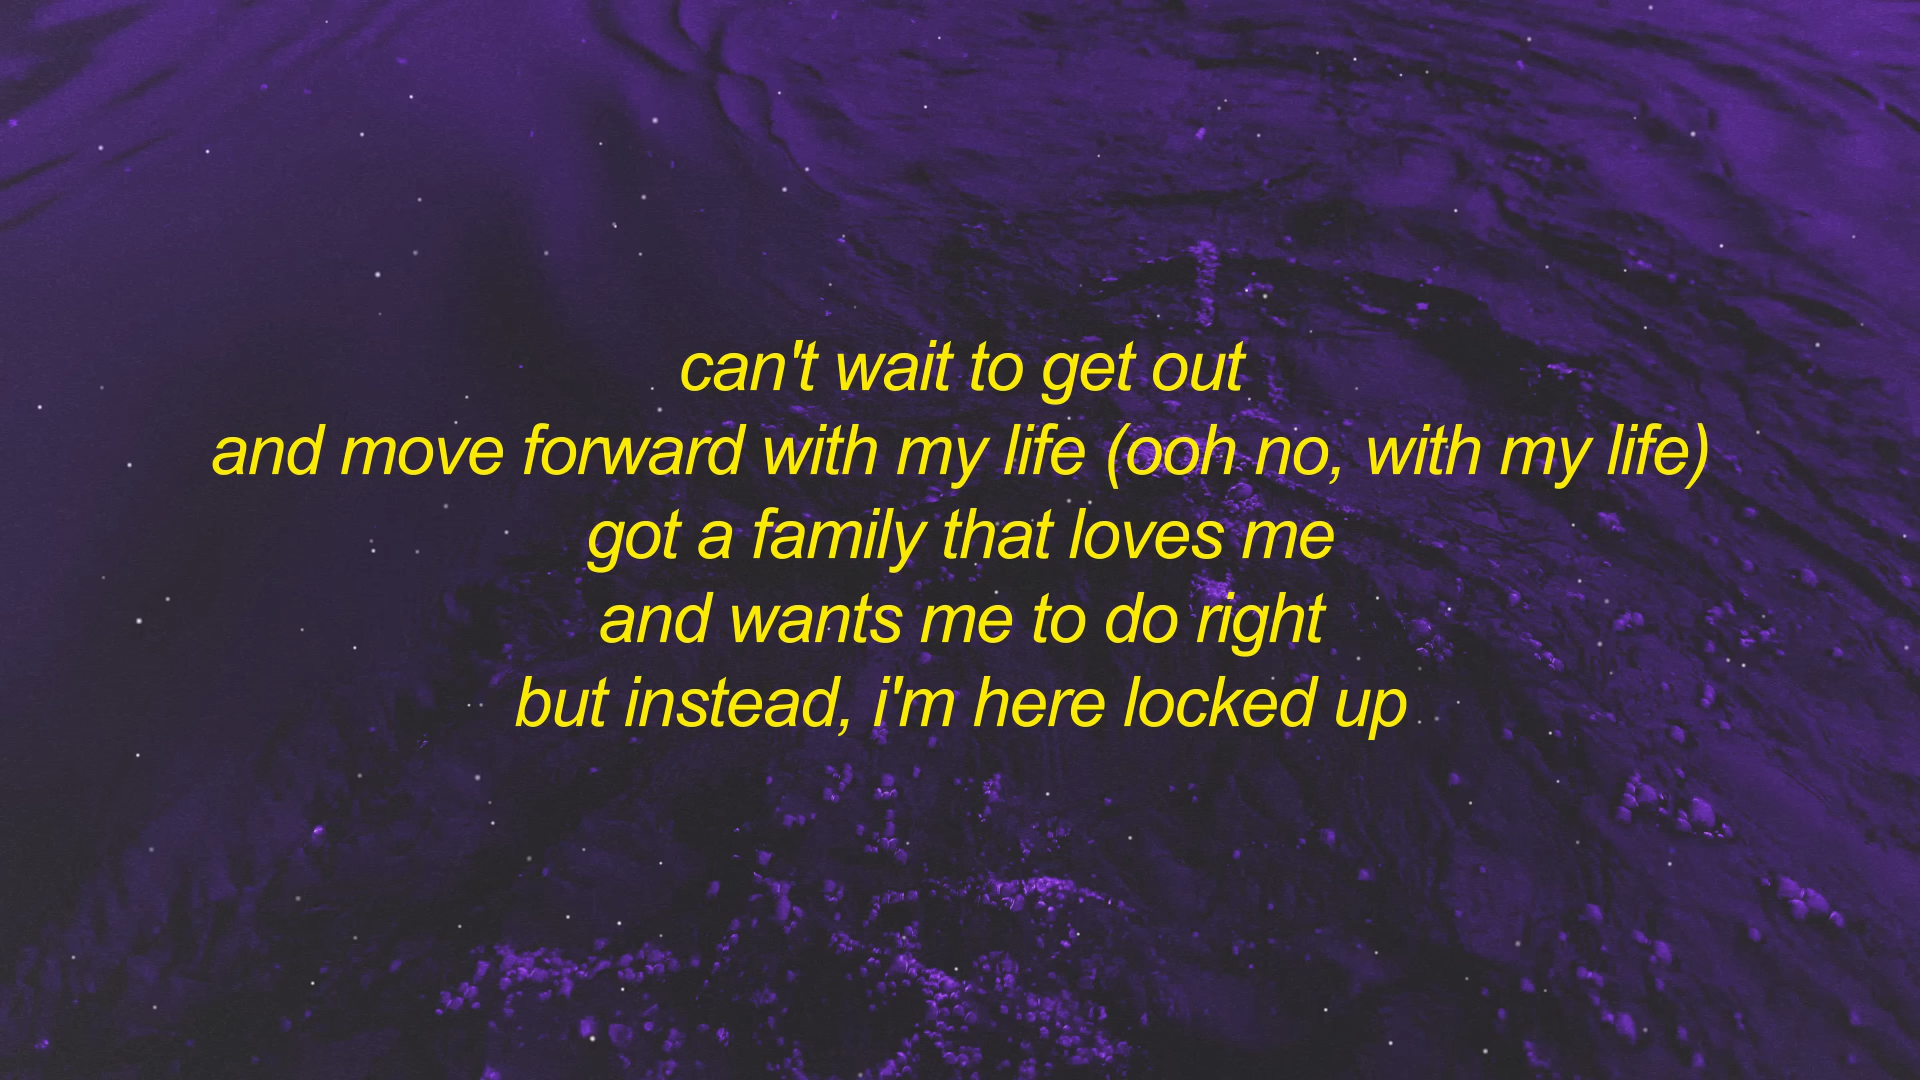 can't wait to get out
and move forward with my life (ooh no, with my life)
got a family that loves me
and wants me to do right
but instead, i'm here locked up